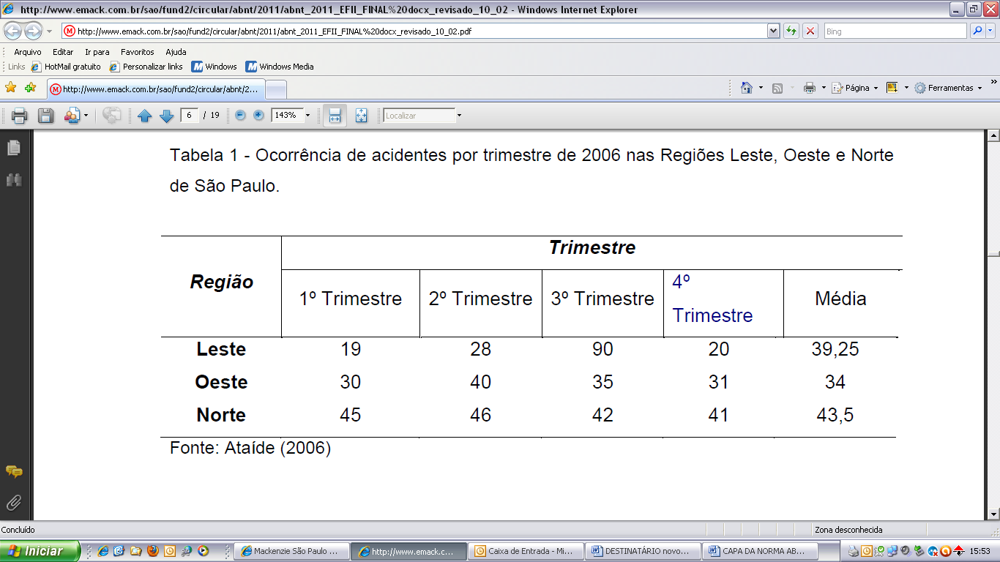 http://www.emack.com.br/sao/fund2/circular/abnt/2011/abnt_2011_EFII_FINAL%20docx_revisado_10_02 - Windows Internet Explorer
http://www.emack.com.br/sao/fund2/circular/abnt/2011/abnt_2011_EFII_FINAL%20docx_revisado_10_02.pdf Bing
Arquivo Editar Ir para Favoritos Ajuda
Links HotMail gratuito Personalizar links Windows Windows Media
http://www.emack.com.br/sao/fund2/circular/abnt/2... Página Ferramentas
6 / 19 143% Localizar
Tabela 1 - Ocorrência de acidentes por trimestre de 2006 nas Regiões Leste, Oeste e Norte
de São Paulo.
Região Trimestre
1º Trimestre 2º Trimestre 3º Trimestre 4º Trimestre Média
Leste 19 28 90 20 39,25
Oeste 30 40 35 31 34
Norte 45 46 42 41 43,5
Fonte: Ataíde (2006)
Concluído Zona desconhecida
Iniciar Mackenzie São Paulo ... http://www.emack.c... Caixa de Entrada - Mi... DESTINATÁRIO novo... CAPA DA NORMA AB... 15:53